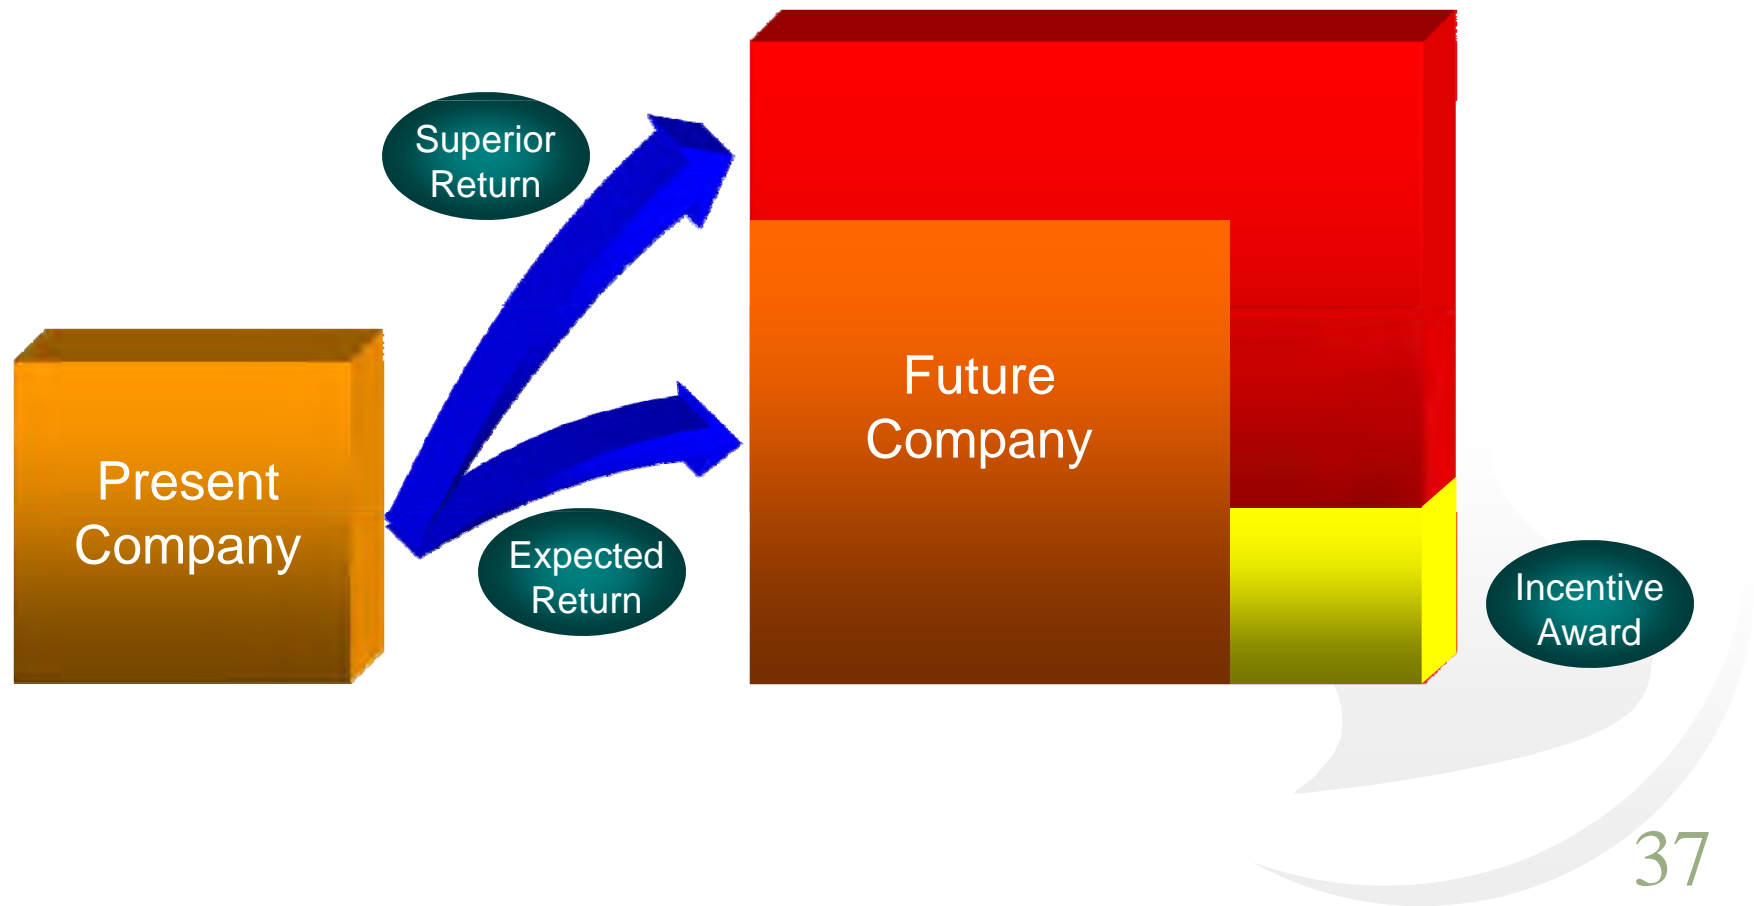 Superior
Return
Present
Company
Expected
Return
Future
Company
Incentive
Award
37